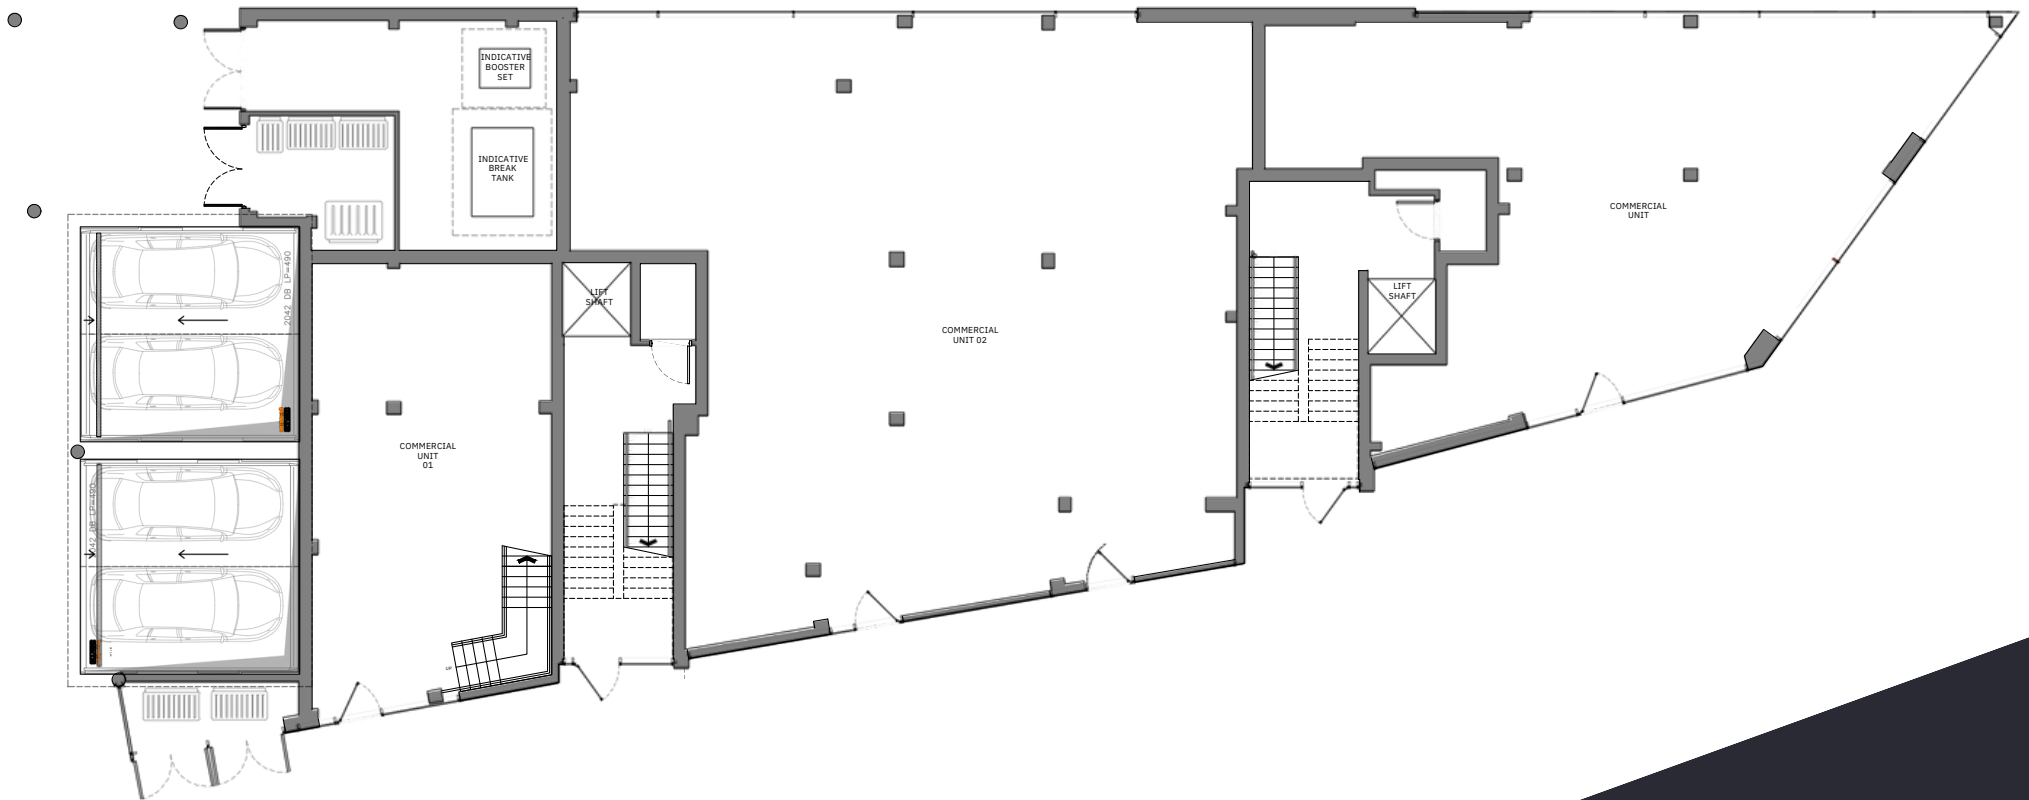 INDICATIVE
BOOSTER
SET
INDICATIVE
BREAK
TANK
COMMERCIAL
UNIT
2042 DB LP=490
LIFT
SHAFT
LIFT
SHAFT
COMMERCIAL
UNIT 02
COMMERCIAL
UNIT
01
2042 DB LP=490
UP